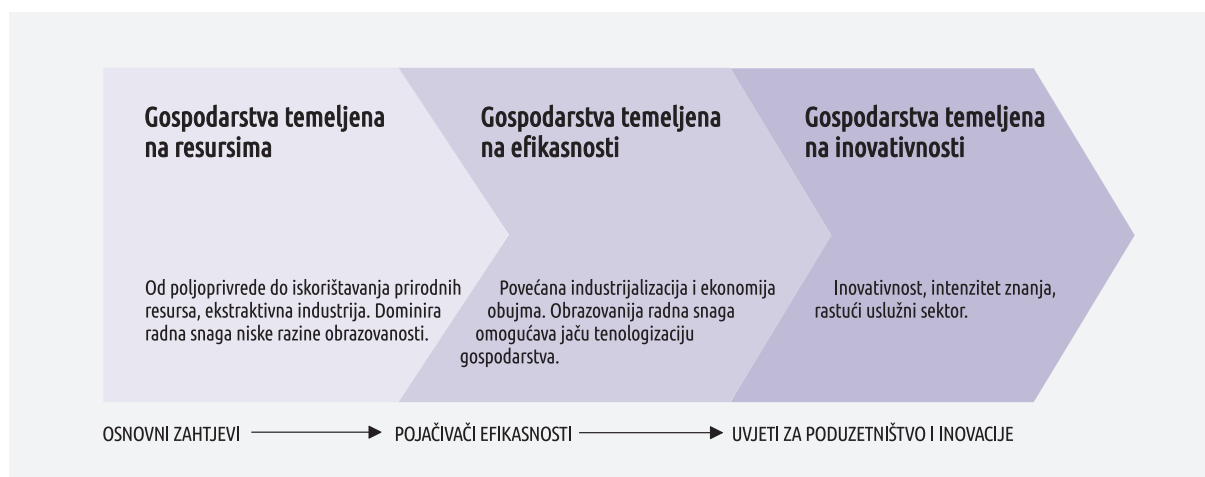 Gospodarstva temeljena
na resursima
Gospodarstva temeljena
na efikasnosti
Gospodarstva temeljena
na inovativnosti
Od poljoprivrede do iskorištavanja prirodnih
resursa, ekstraktivna industrija. Dominira
radna snaga niske razine obrazovanosti.
Povećana industrijalizacija i ekonomija
obujma. Obrazovanija radna snaga
omogućava jaču tenologizaciju
gospodarstva.
Inovativnost, intenzitet znanja,
rastući uslužni sektor.
OSNOVNI ZAHTJEVI
POJAČIVAČI EFIKASNOSTI
UVJETI ZA PODUZETNIŠTVO I INOVACIJE